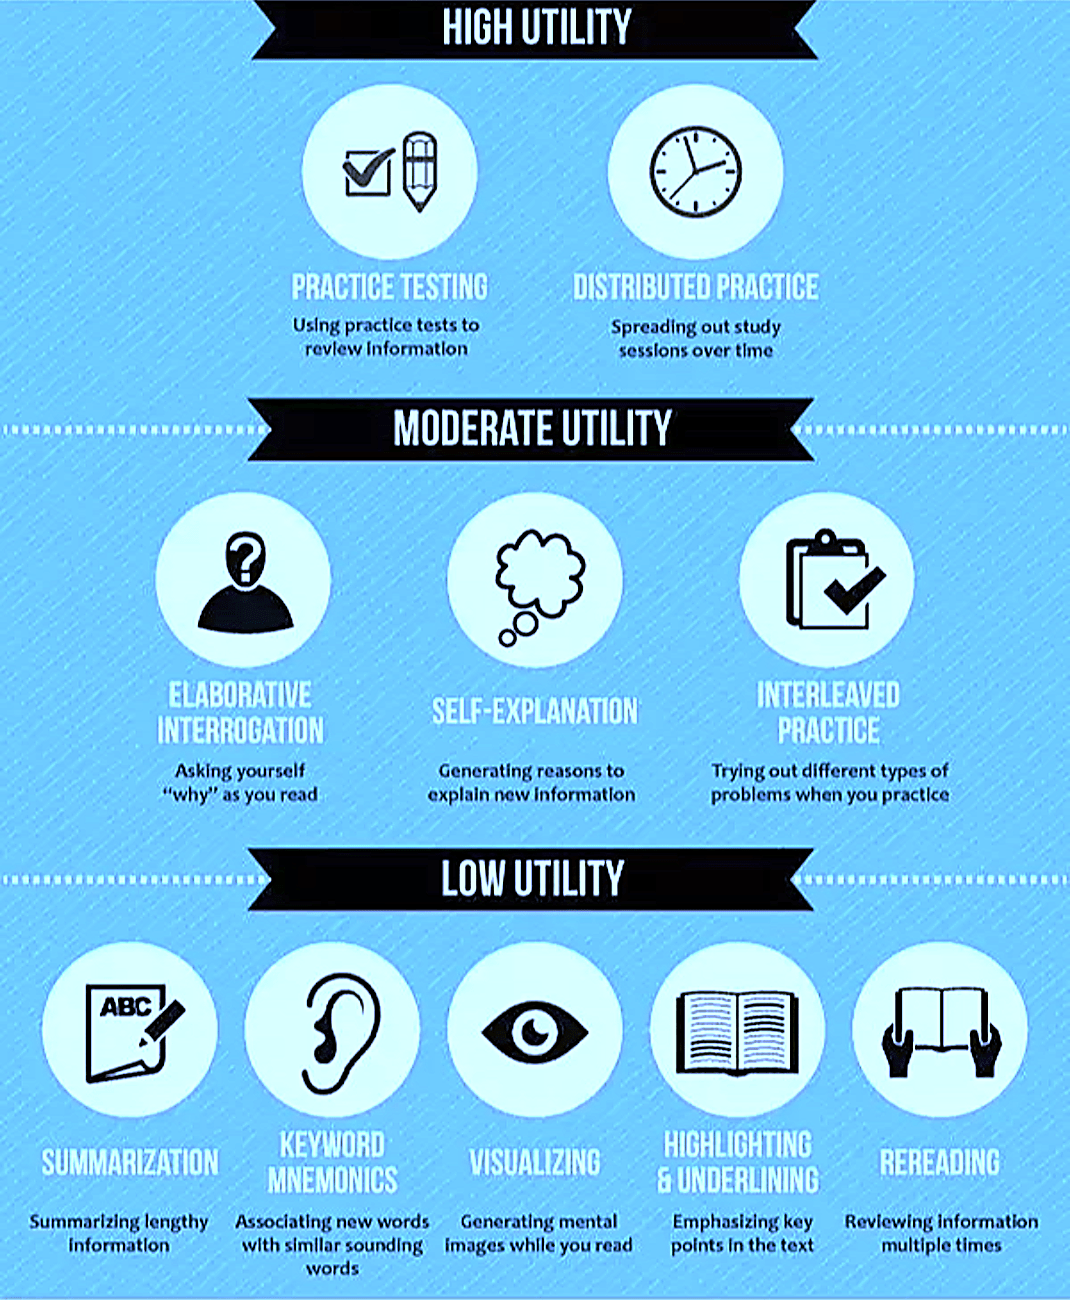 HIGH UTILITY
PRACTICE TESTING
Using practice tests to
review information
DISTRIBUTED PRACTICE
Spreading out study
sessions over time
MODERATE UTILITY
?
ELABORATIVE
INTERROGATION
Asking yourself
“why” as you read
SELF-EXPLANATION
Generating reasons to
explain new information
INTERLEAVED
PRACTICE
Trying out different types of
problems when you practice
LOW UTILITY
ABC
SUMMARIZATION
Summarizing lengthy
information
KEYWORD
MNEMONICS
Associating new words
with similar sounding
words
VISUALIZING
Generating mental
images while you read
HIGHLIGHTING
& UNDERLINING
Emphasizing key
points in the text
REREADING
Reviewing information
multiple times